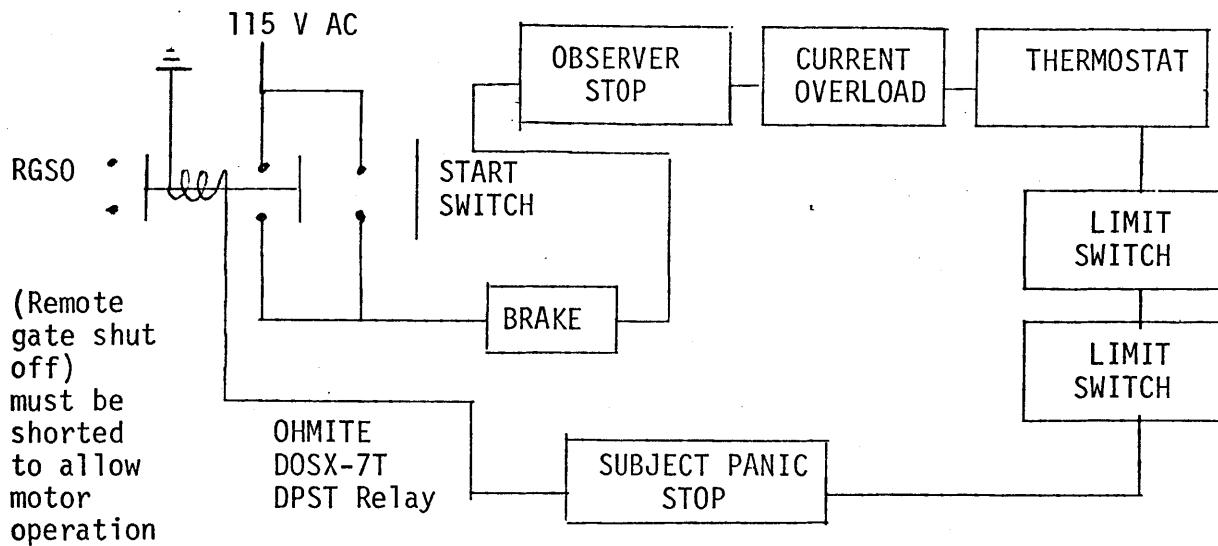 115 V AC
OBSERVER
STOP
CURRENT
OVERLOAD
THERMOSTAT
RGSO
START
SWITCH
LIMIT
SWITCH
(Remote
gate shut
off)
must be
shorted
to allow
motor
operation
BRAKE
LIMIT
SWITCH
OHMITE
DOSX-7T
DPST Relay
SUBJECT PANIC
STOP